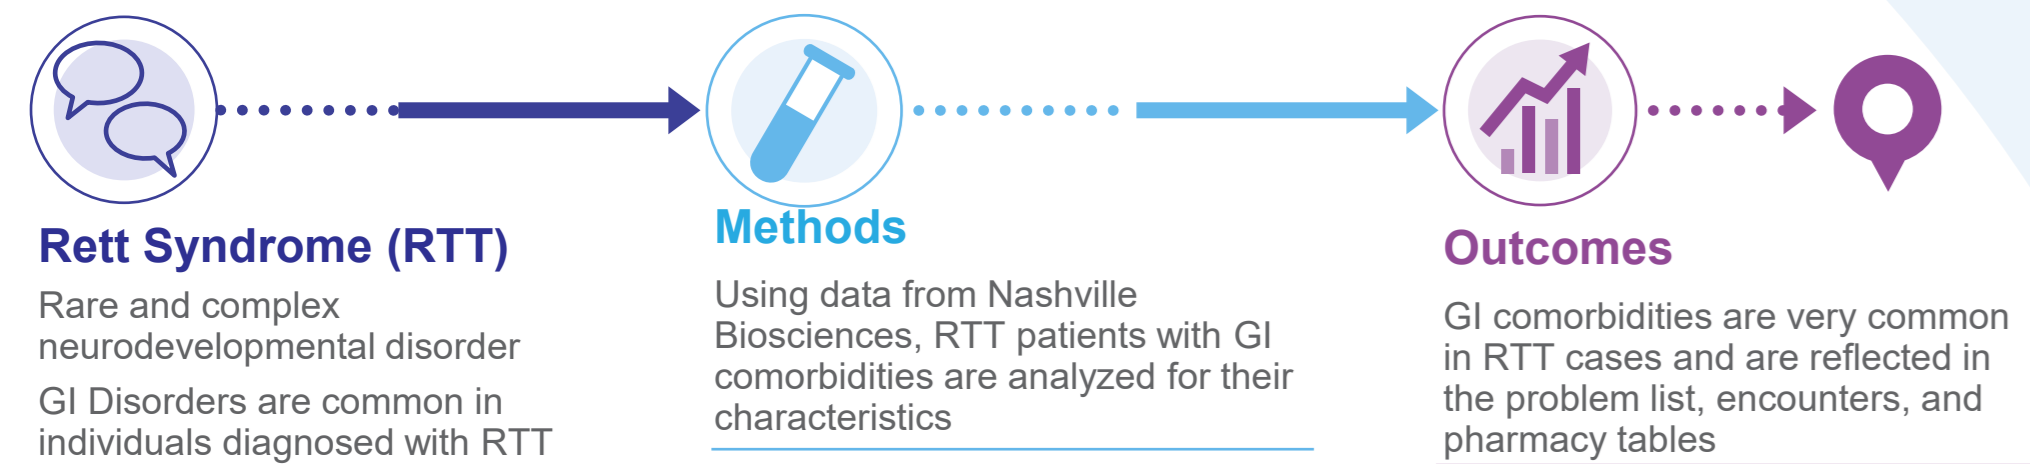 Rett Syndrome (RTT)
Rare and complex
neurodevelopmental disorder
GI Disorders are common in
individuals diagnosed with RTT
Methods
Using data from Nashville
Biosciences, RTT patients with GI
comorbidities are analyzed for their
characteristics
Outcomes
GI comorbidities are very common
in RTT cases and are reflected in
the problem list, encounters, and
pharmacy tables